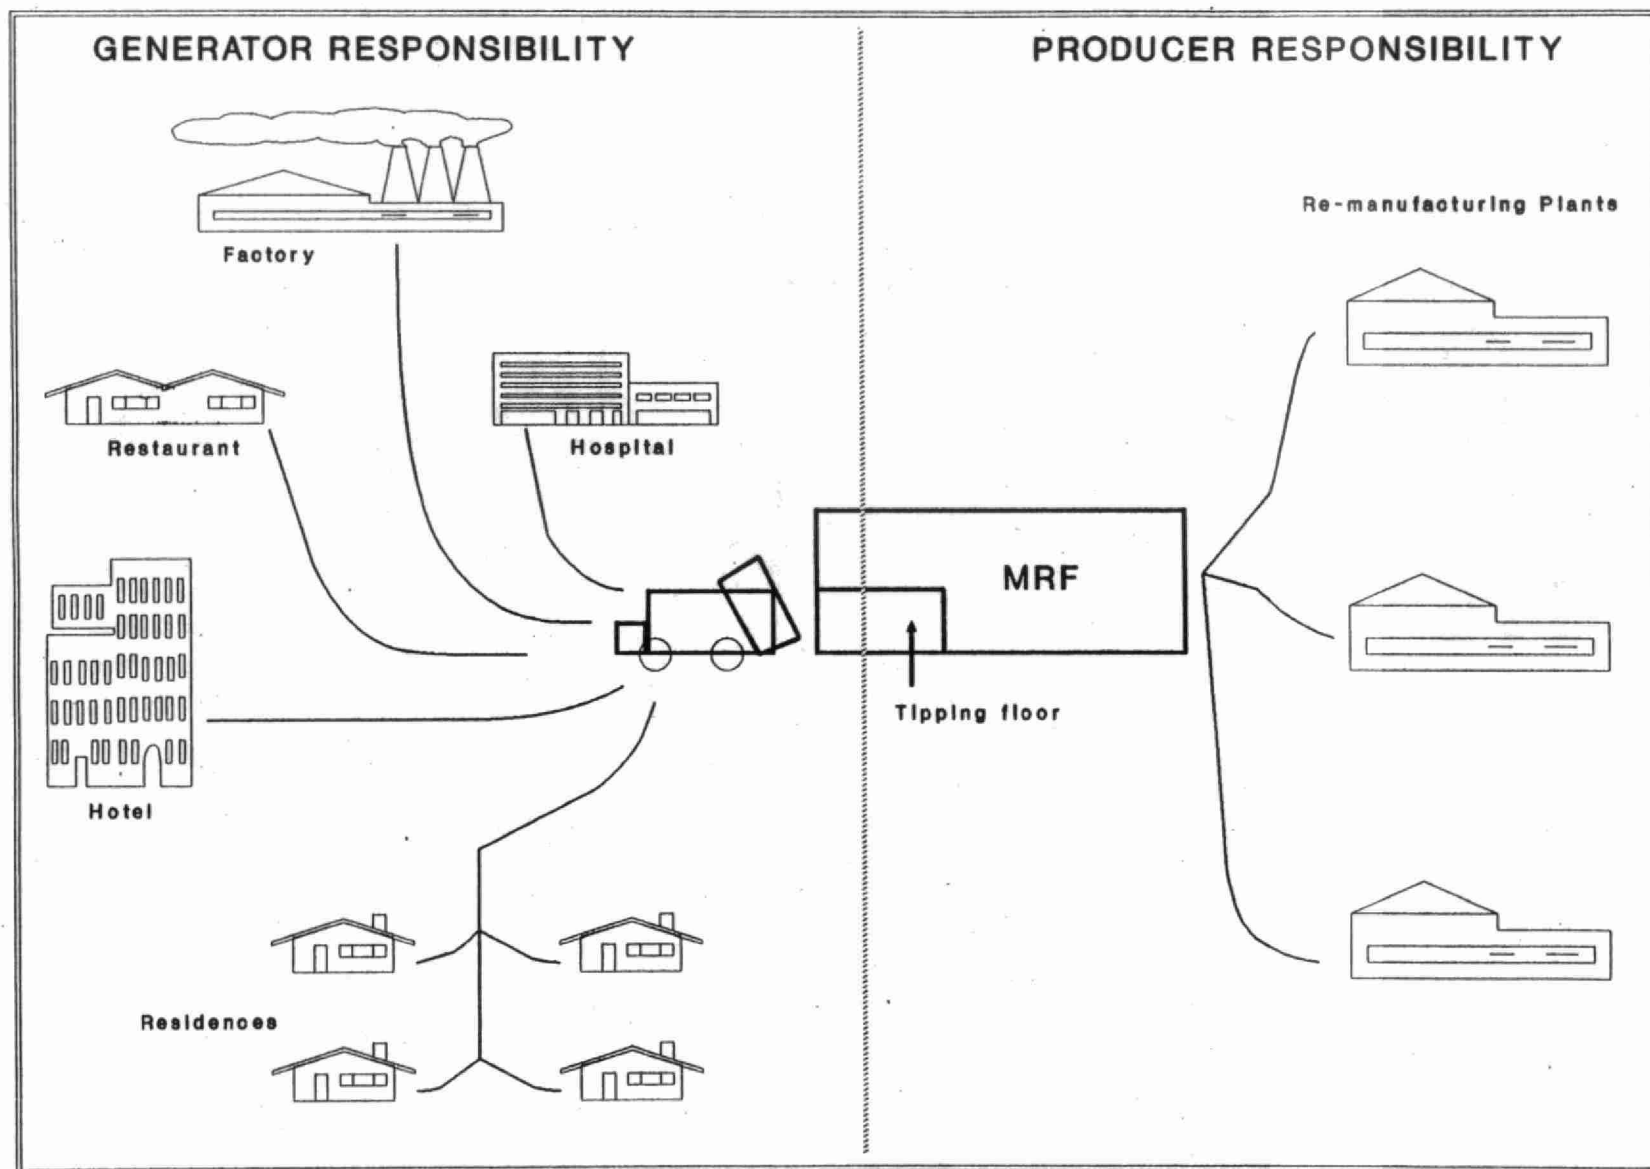 GENERATOR RESPONSIBILITY
PRODUCER RESPONSIBILITY
Factory
Re-manufacturing Plants
Restaurant
Hospital
MRF
Tipping floor
Hotel
Residences